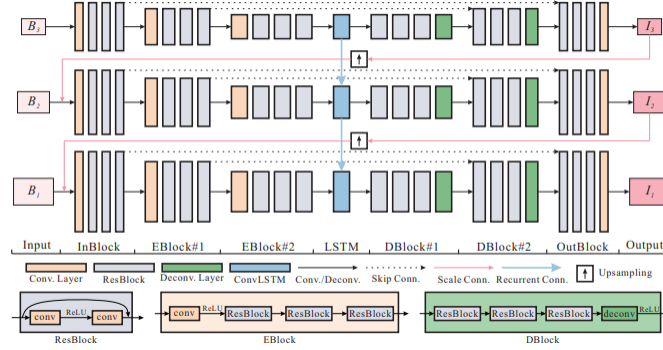 B3 I3
B2 I2
B1 I1
Input InBlock EBlock#1 EBlock#2 LSTM DBlock#1 DBlock#2 OutBlock Output
Conv. Layer ResBlock Deconv. Layer ConvLSTM Conv./Deconv. Skip Conn. Scale Conn. Recurrent Conn. Upsampling
conv ReLU conv
ResBlock
conv ReLU ResBlock ResBlock ResBlock
EBlock
ResBlock ResBlock ResBlock deconv ReLU
DBlock